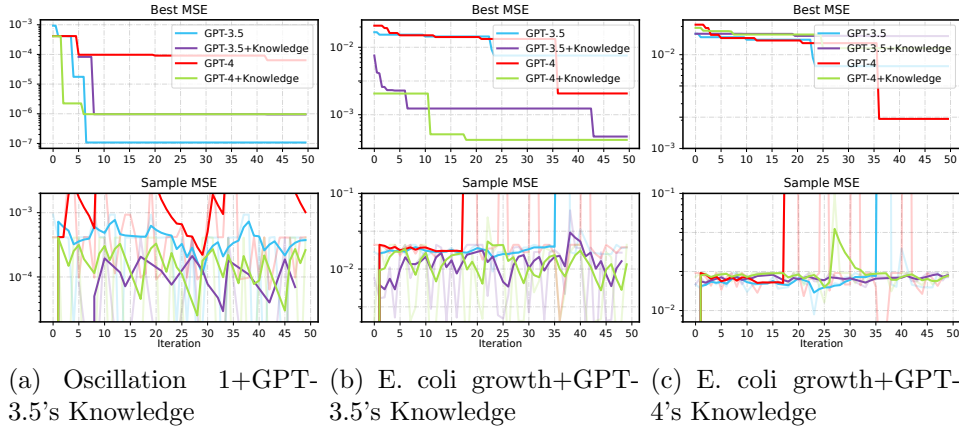 Best MSE
10⁻³
10⁻⁴
10⁻⁵
10⁻⁶
10⁻⁷
GPT-3.5
GPT-3.5+Knowledge
GPT-4
GPT-4+Knowledge
0 5 10 15 20 25 30 35 40 45 50
Best MSE
10⁻²
10⁻³
GPT-3.5
GPT-3.5+Knowledge
GPT-4
GPT-4+Knowledge
0 5 10 15 20 25 30 35 40 45 50
Best MSE
10⁻²
10⁻³
GPT-3.5
GPT-3.5+Knowledge
GPT-4
GPT-4+Knowledge
0 5 10 15 20 25 30 35 40 45 50
Sample MSE
10⁻³
10⁻⁴
0 5 10 15 20 25 30 35 40 45 50
Iteration
Sample MSE
10⁻¹
10⁻²
0 5 10 15 20 25 30 35 40 45 50
Iteration
Sample MSE
10⁻¹
10⁻²
0 5 10 15 20 25 30 35 40 45 50
Iteration
(a) Oscillation 1+GPT-
3.5's Knowledge
(b) E. coli growth+GPT-
3.5's Knowledge
(c) E. coli growth+GPT-
4's Knowledge